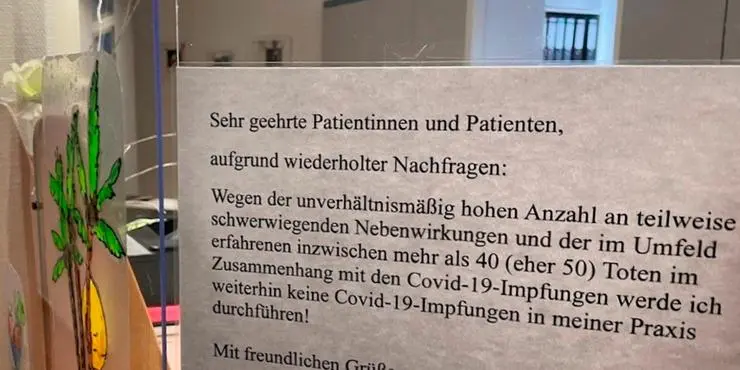 Sehr geehrte Patientinnen und Patienten,
aufgrund wiederholter Nachfragen:
Wegen der unverhältnismäßig hohen Anzahl an teilweise
schwerwiegenden Nebenwirkungen und der im Umfeld
erfahrenen inzwischen mehr als 40 (eher 50) Toten im
Zusammenhang mit den Covid-19-Impfungen werde ich
weiterhin keine Covid-19-Impfungen in meiner Praxis
durchführen!
Mit freundlichen Grüße